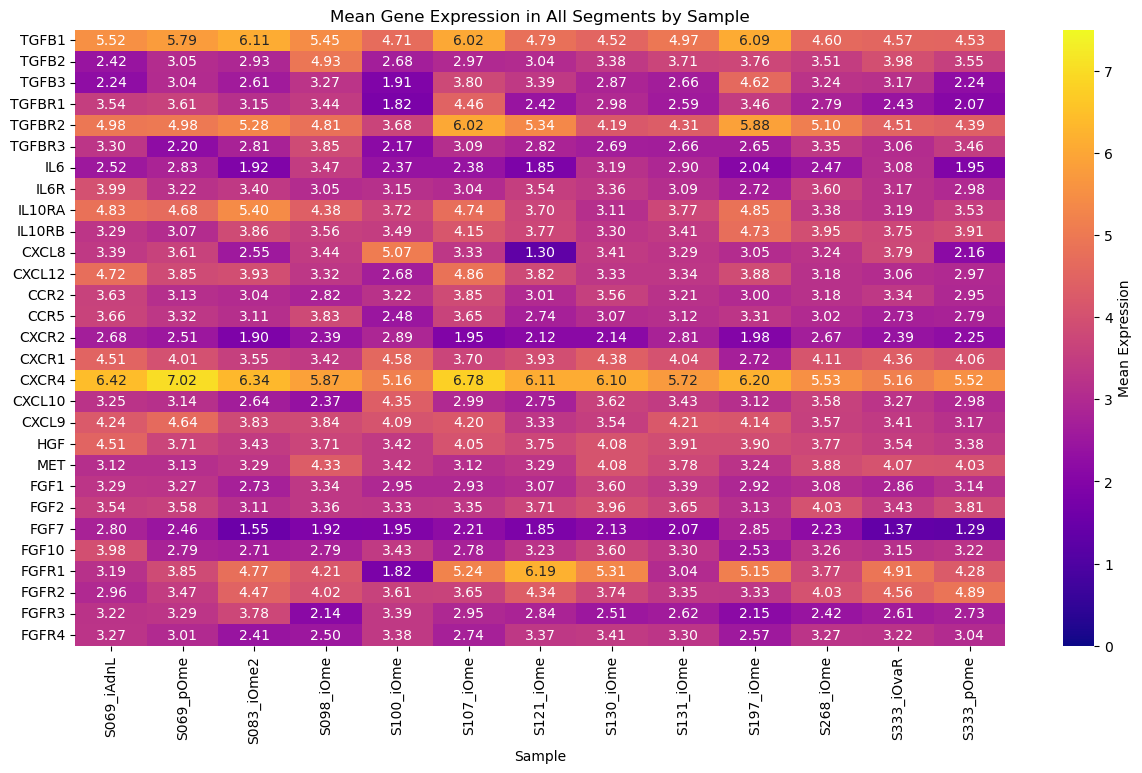 Mean Gene Expression in All Segments by Sample
TGFB1 5.52 5.79 6.11 5.45 4.71 6.02 4.79 4.52 4.97 6.09 4.60 4.57 4.53
TGFB2 2.42 3.05 2.93 4.93 2.68 2.97 3.04 3.38 3.71 3.76 3.51 3.98 3.55
TGFB3 2.24 3.04 2.61 3.27 1.91 3.80 3.39 2.87 2.66 4.62 3.24 3.17 2.24
TGFBR1 3.54 3.61 3.15 3.44 1.82 4.46 2.42 2.98 2.59 3.46 2.79 2.43 2.07
TGFBR2 4.98 4.98 5.28 4.81 3.68 6.02 5.34 4.19 4.31 5.88 5.10 4.51 4.39
TGFBR3 3.30 2.20 2.81 3.85 2.17 3.09 2.82 2.69 2.66 2.65 3.35 3.06 3.46
IL6 2.52 2.83 1.92 3.47 2.37 2.38 1.85 3.19 2.90 2.04 2.47 3.08 1.95
IL6R 3.99 3.22 3.40 3.05 3.15 3.04 3.54 3.36 3.09 2.72 3.60 3.17 2.98
IL10RA 4.83 4.68 5.40 4.38 3.72 4.74 3.70 3.11 3.77 4.85 3.38 3.19 3.53
IL10RB 3.29 3.07 3.86 3.56 3.49 4.15 3.77 3.30 3.41 4.73 3.95 3.75 3.91
CXCL8 3.39 3.61 2.55 3.44 5.07 3.33 1.30 3.41 3.29 3.05 3.24 3.79 2.16
CXCL12 4.72 3.85 3.93 3.32 2.68 4.86 3.82 3.33 3.34 3.88 3.18 3.06 2.97
CCR2 3.63 3.13 3.04 2.82 3.22 3.85 3.01 3.56 3.21 3.00 3.18 3.34 2.95
CCR5 3.66 3.32 3.11 3.83 2.48 3.65 2.74 3.07 3.12 3.31 3.02 2.73 2.79
CXCR2 2.68 2.51 1.90 2.39 2.89 1.95 2.12 2.14 2.81 1.98 2.67 2.39 2.25
CXCR1 4.51 4.01 3.55 3.42 4.58 3.70 3.93 4.38 4.04 2.72 4.11 4.36 4.06
CXCR4 6.42 7.02 6.34 5.87 5.16 6.78 6.11 6.10 5.72 6.20 5.53 5.16 5.52
CXCL10 3.25 3.14 2.64 2.37 4.35 2.99 2.75 3.62 3.43 3.12 3.58 3.27 2.98
CXCL9 4.24 4.64 3.83 3.84 4.09 4.20 3.33 3.54 4.21 4.14 3.57 3.41 3.17
HGF 4.51 3.71 3.43 3.71 3.42 4.05 3.75 4.08 3.91 3.90 3.77 3.54 3.38
MET 3.12 3.13 3.29 4.33 3.42 3.12 3.29 4.08 3.78 3.24 3.88 4.07 4.03
FGF1 3.29 3.27 2.73 3.34 2.95 2.93 3.07 3.60 3.39 2.92 3.08 2.86 3.14
FGF2 3.54 3.58 3.11 3.36 3.33 3.35 3.71 3.96 3.65 3.13 4.03 3.43 3.81
FGF7 2.80 2.46 1.55 1.92 1.95 2.21 1.85 2.13 2.07 2.85 2.23 1.37 1.29
FGF10 3.98 2.79 2.71 2.79 3.43 2.78 3.23 3.60 3.30 2.53 3.26 3.15 3.22
FGFR1 3.19 3.85 4.77 4.21 1.82 5.24 6.19 5.31 3.04 5.15 3.77 4.91 4.28
FGFR2 2.96 3.47 4.47 4.02 3.61 3.65 4.34 3.74 3.35 3.33 4.03 4.56 4.89
FGFR3 3.22 3.29 3.78 2.14 3.39 2.95 2.84 2.51 2.62 2.15 2.42 2.61 2.73
FGFR4 3.27 3.01 2.41 2.50 3.38 2.74 3.37 3.41 3.30 2.57 3.27 3.22 3.04
S069_iAdnL S069_pOme S083_iOme2 S098_iOme S100_iOme S107_iOme S121_iOme S130_iOme S131_iOme S197_iOme S268_iOme S333_iOvaR S333_pOme
Sample
7
6
5
4
3
2
1
0
Mean Expression